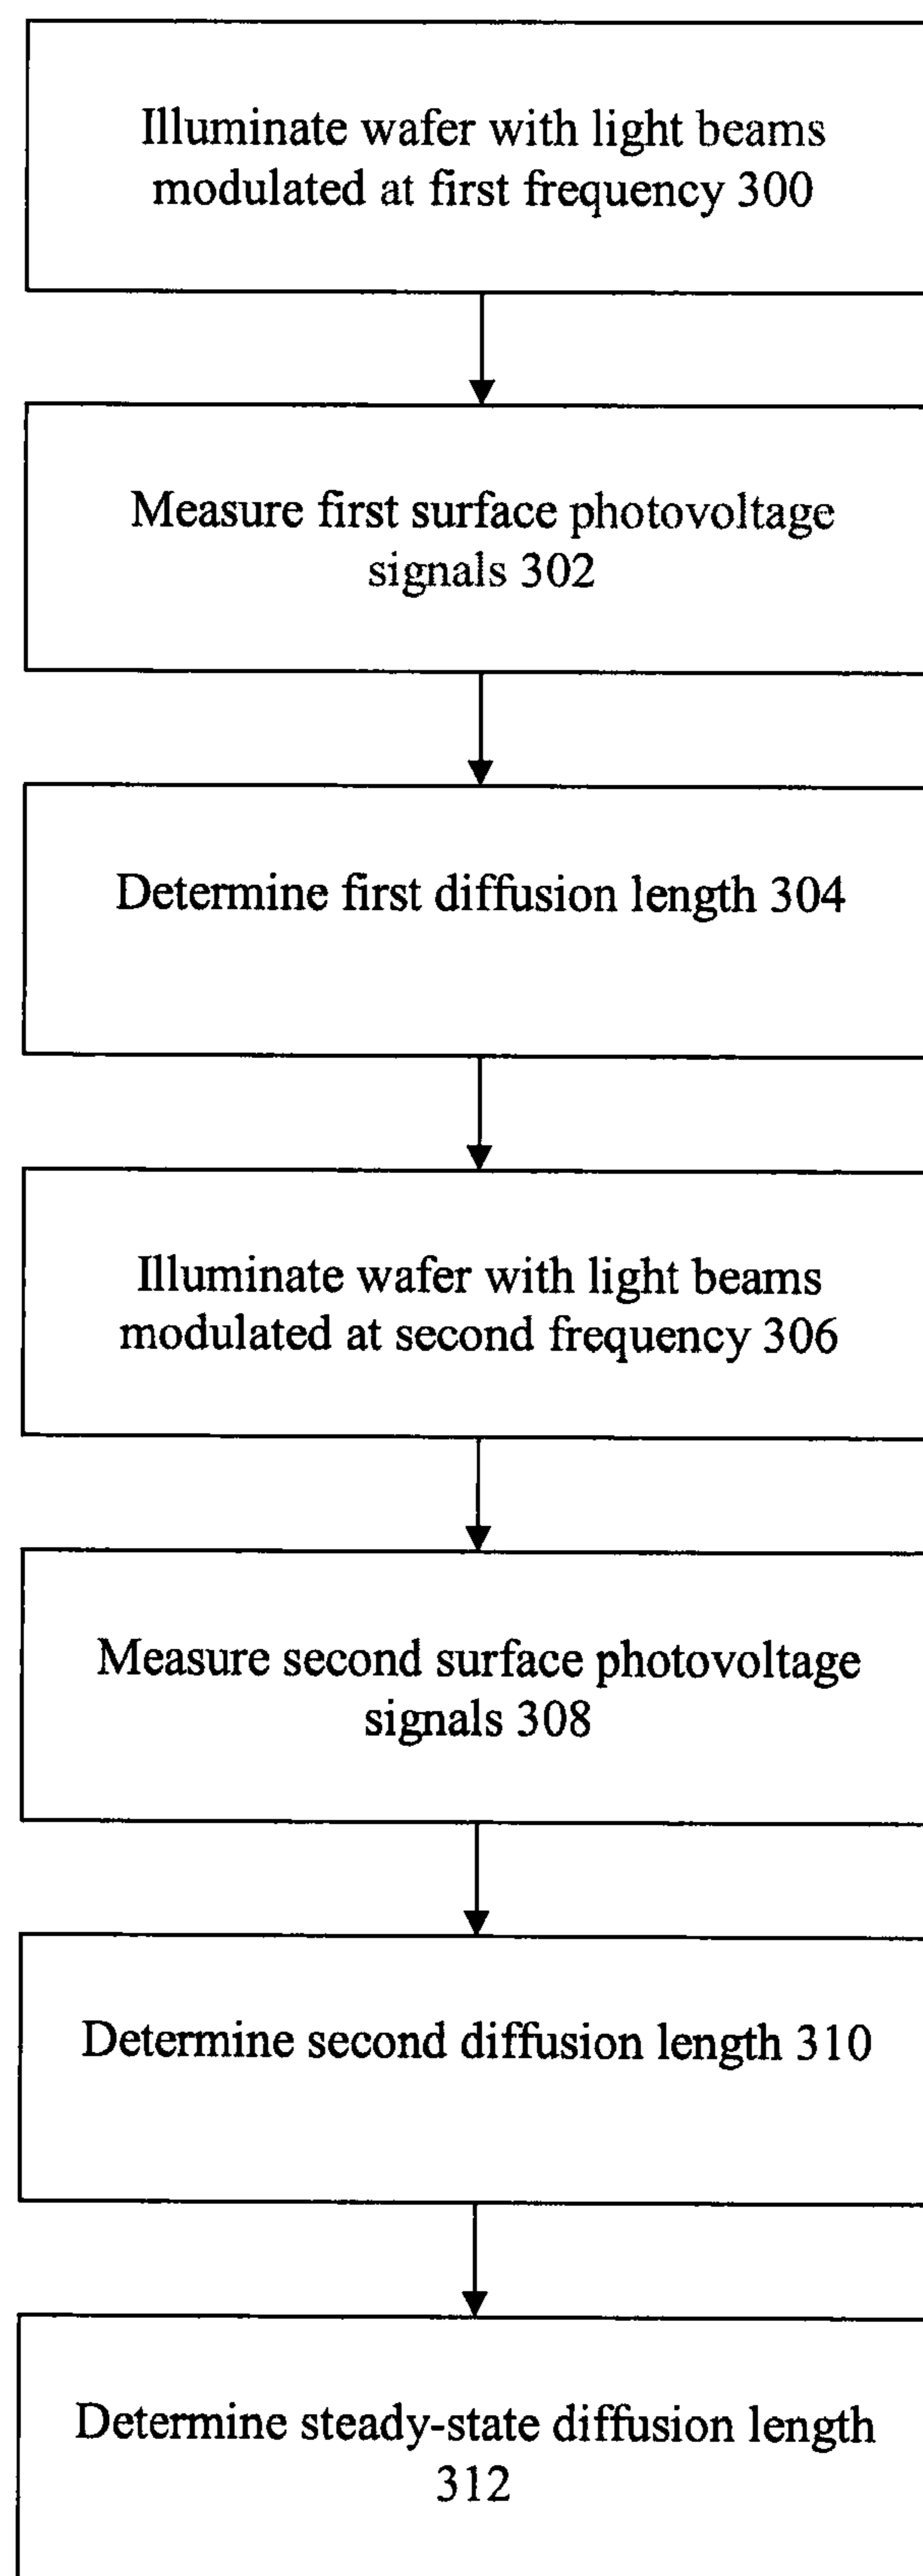 Illuminate wafer with light beams
modulated at first frequency 300
Measure first surface photovoltage
signals 302
Determine first diffusion length 304
Illuminate wafer with light beams
modulated at second frequency 306
Measure second surface photovoltage
signals 308
Determine second diffusion length 310
Determine steady-state diffusion length
312